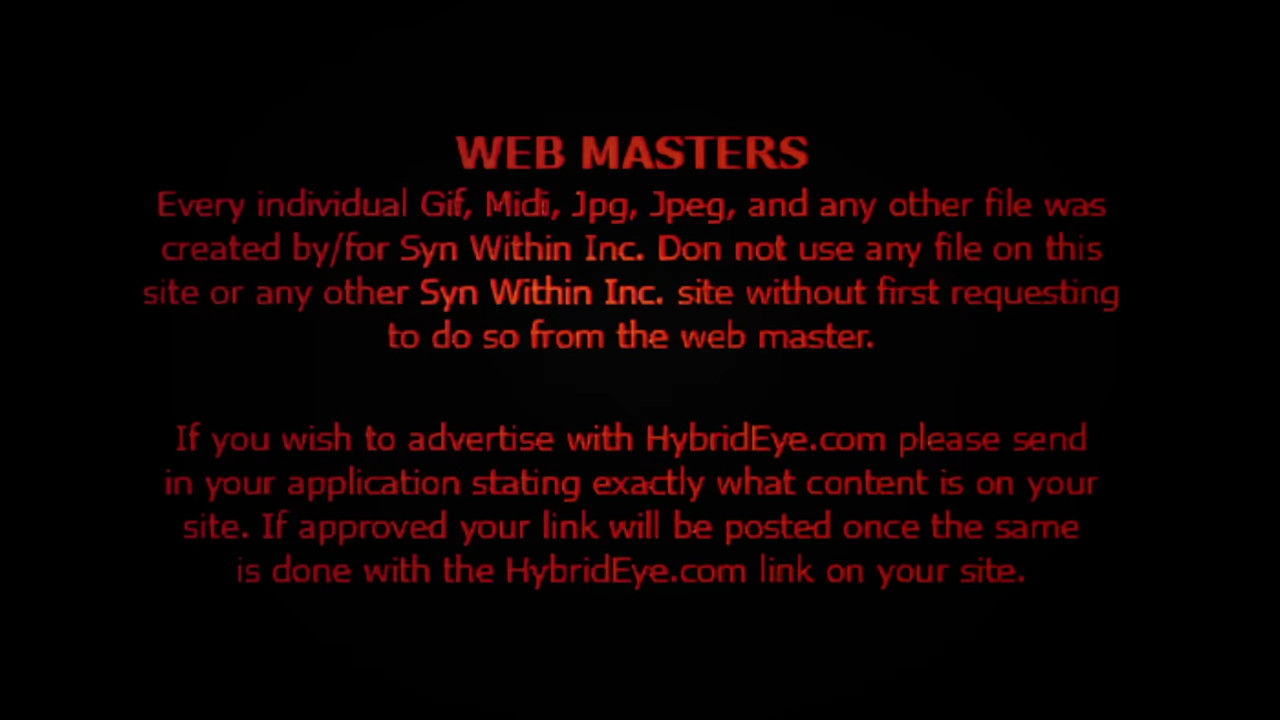 WEB MASTERS
Every individual Gif, Midi, Jpg, Jpeg, and any other file was
created by/for Syn Within Inc. Don not use any file on this
site or any other Syn Within Inc. site without first requesting
to do so from the web master.
If you wish to advertise with HybridEye.com please send
in your application stating exactly what content is on your
site. If approved your link will be posted once the same
is done with the HybridEye.com link on your site.